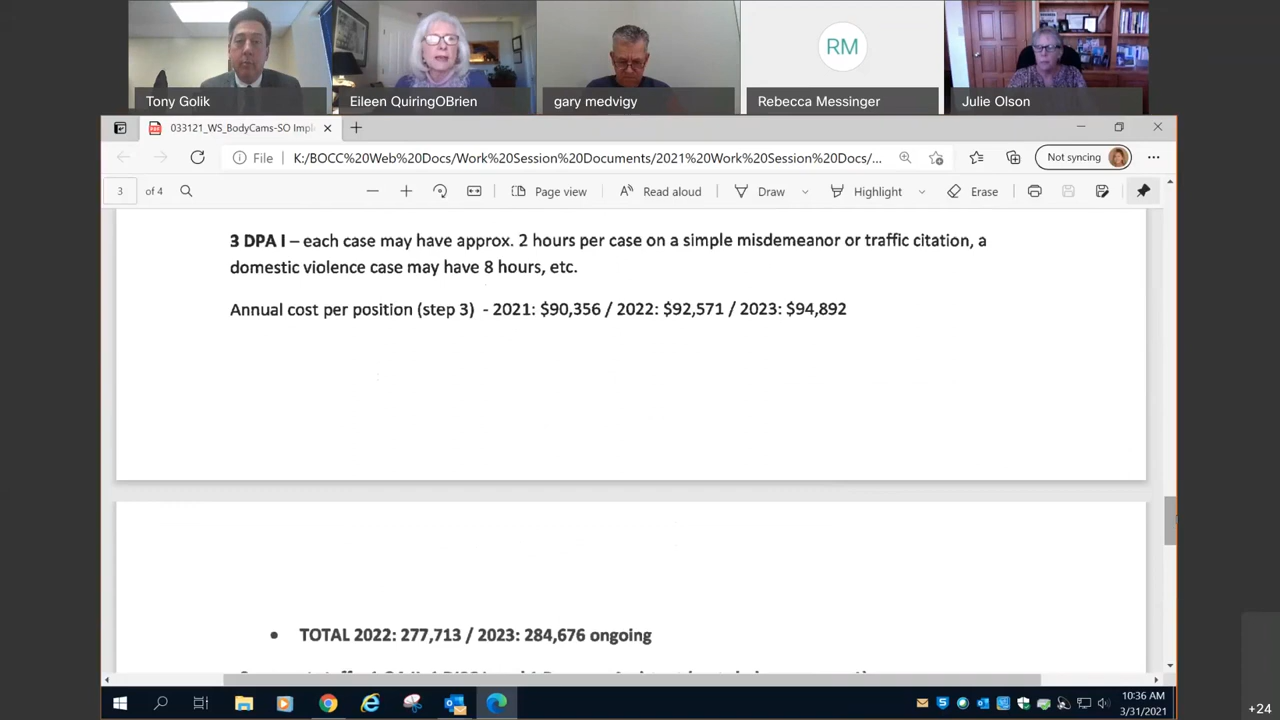 RM
Tony Golik
Eileen QuiringOBrien
gary medvigy
Rebecca Messinger
Julie Olson
033121_WS_BodyCams-SO Impl
File
K:/BOCC%20Web%20Docs/Work%20Session%20Documents/2021%20Work%20Session%20Docs/...
Not syncing
3 of 4
Page view
Read aloud
Draw
Highlight
Erase
3 DPA I – each case may have approx. 2 hours per case on a simple misdemeanor or traffic citation, a
domestic violence case may have 8 hours, etc.
Annual cost per position (step 3) - 2021: $90,356 / 2022: $92,571 / 2023: $94,892
• TOTAL 2022: 277,713 / 2023: 284,676 ongoing
10:36 AM
3/31/2021
+24